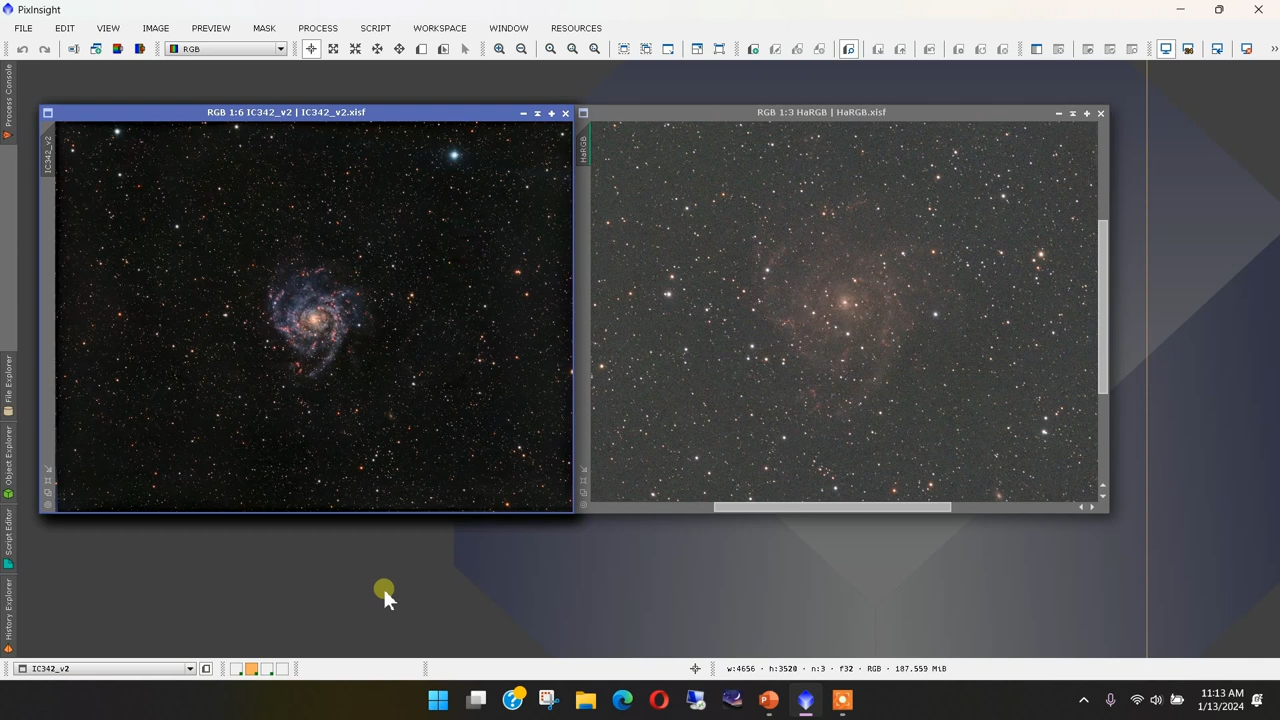 PixInsight
FILE EDIT VIEW IMAGE PREVIEW MASK PROCESS SCRIPT WORKSPACE WINDOW RESOURCES
RGB
Process Console
File Explorer
Object Explorer
Script Editor
History Explorer
RGB 1:6 IC342_v2 | IC342_v2.xisf
IC342_v2
RGB 1:3 HaRGB | HaRGB.xisf
HaRGB
IC342_v2
w:4656 · h:3520 · n:3 · f32 · RGB · 187.559 MiB
11:13 AM
1/13/2024